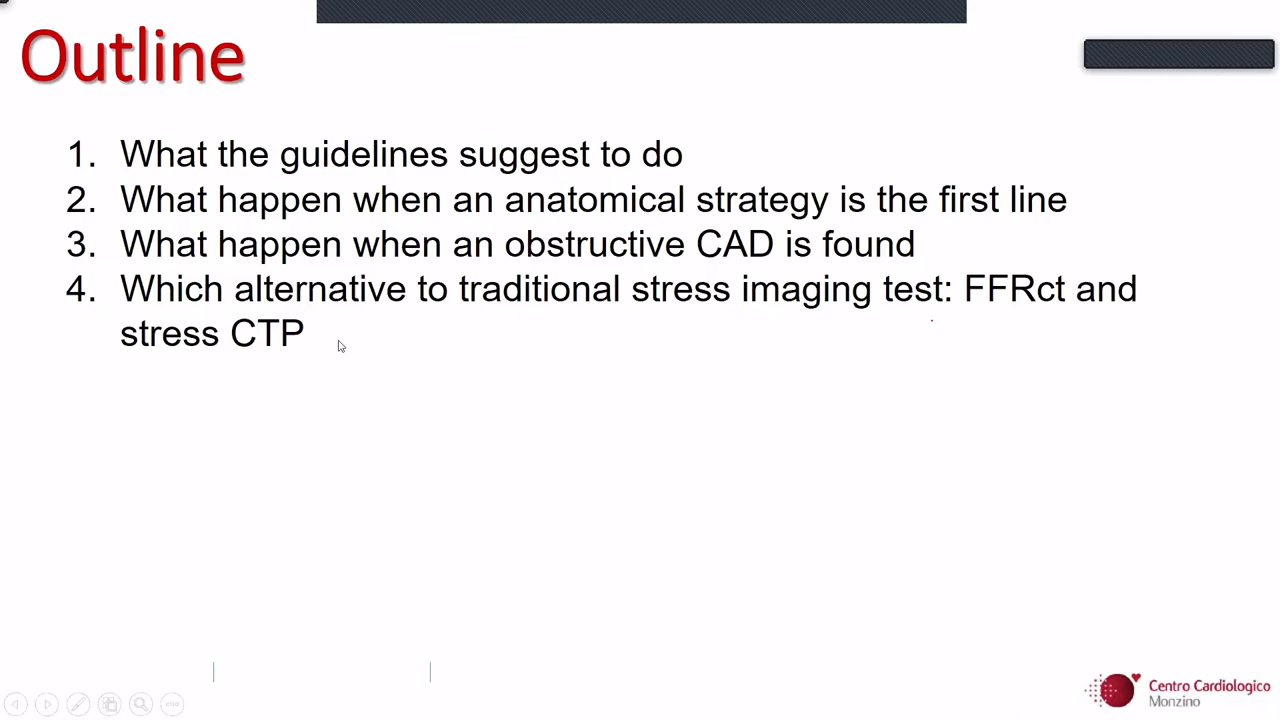 Outline
1. What the guidelines suggest to do
2. What happen when an anatomical strategy is the first line
3. What happen when an obstructive CAD is found
4. Which alternative to traditional stress imaging test: FFRct and
stress CTP
Centro Cardiologico
Monzino